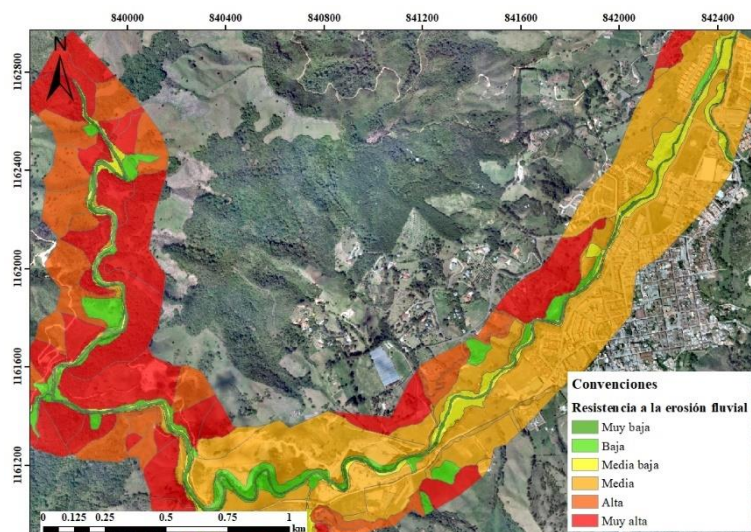 840000 840400 840800 841200 841600 842000 842400
N
1162800
1162400
1162000
1161600
1161200
Convenciones
Resistencia a la erosión fluvial
Muy baja
Baja
Media baja
Media
Alta
Muy alta
0 0.125 0.25 0.5 0.75 1
km